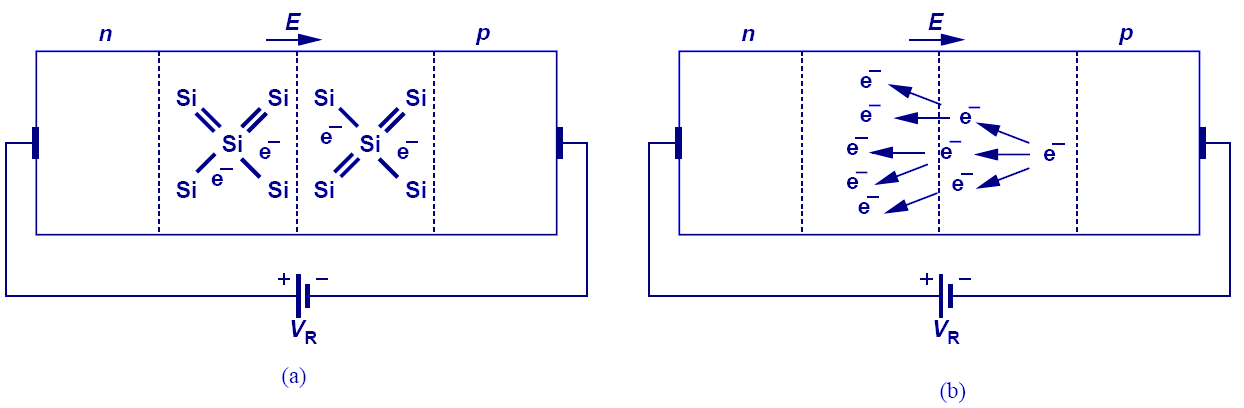 n E p
Si Si Si Si
e⁻
Si e⁻ Si e⁻
e⁻
Si Si Si Si
+ −
V_R
(a)
n E p
e⁻
e⁻ e⁻
e⁻ e⁻ e⁻
e⁻ e⁻
e⁻
+ −
V_R
(b)